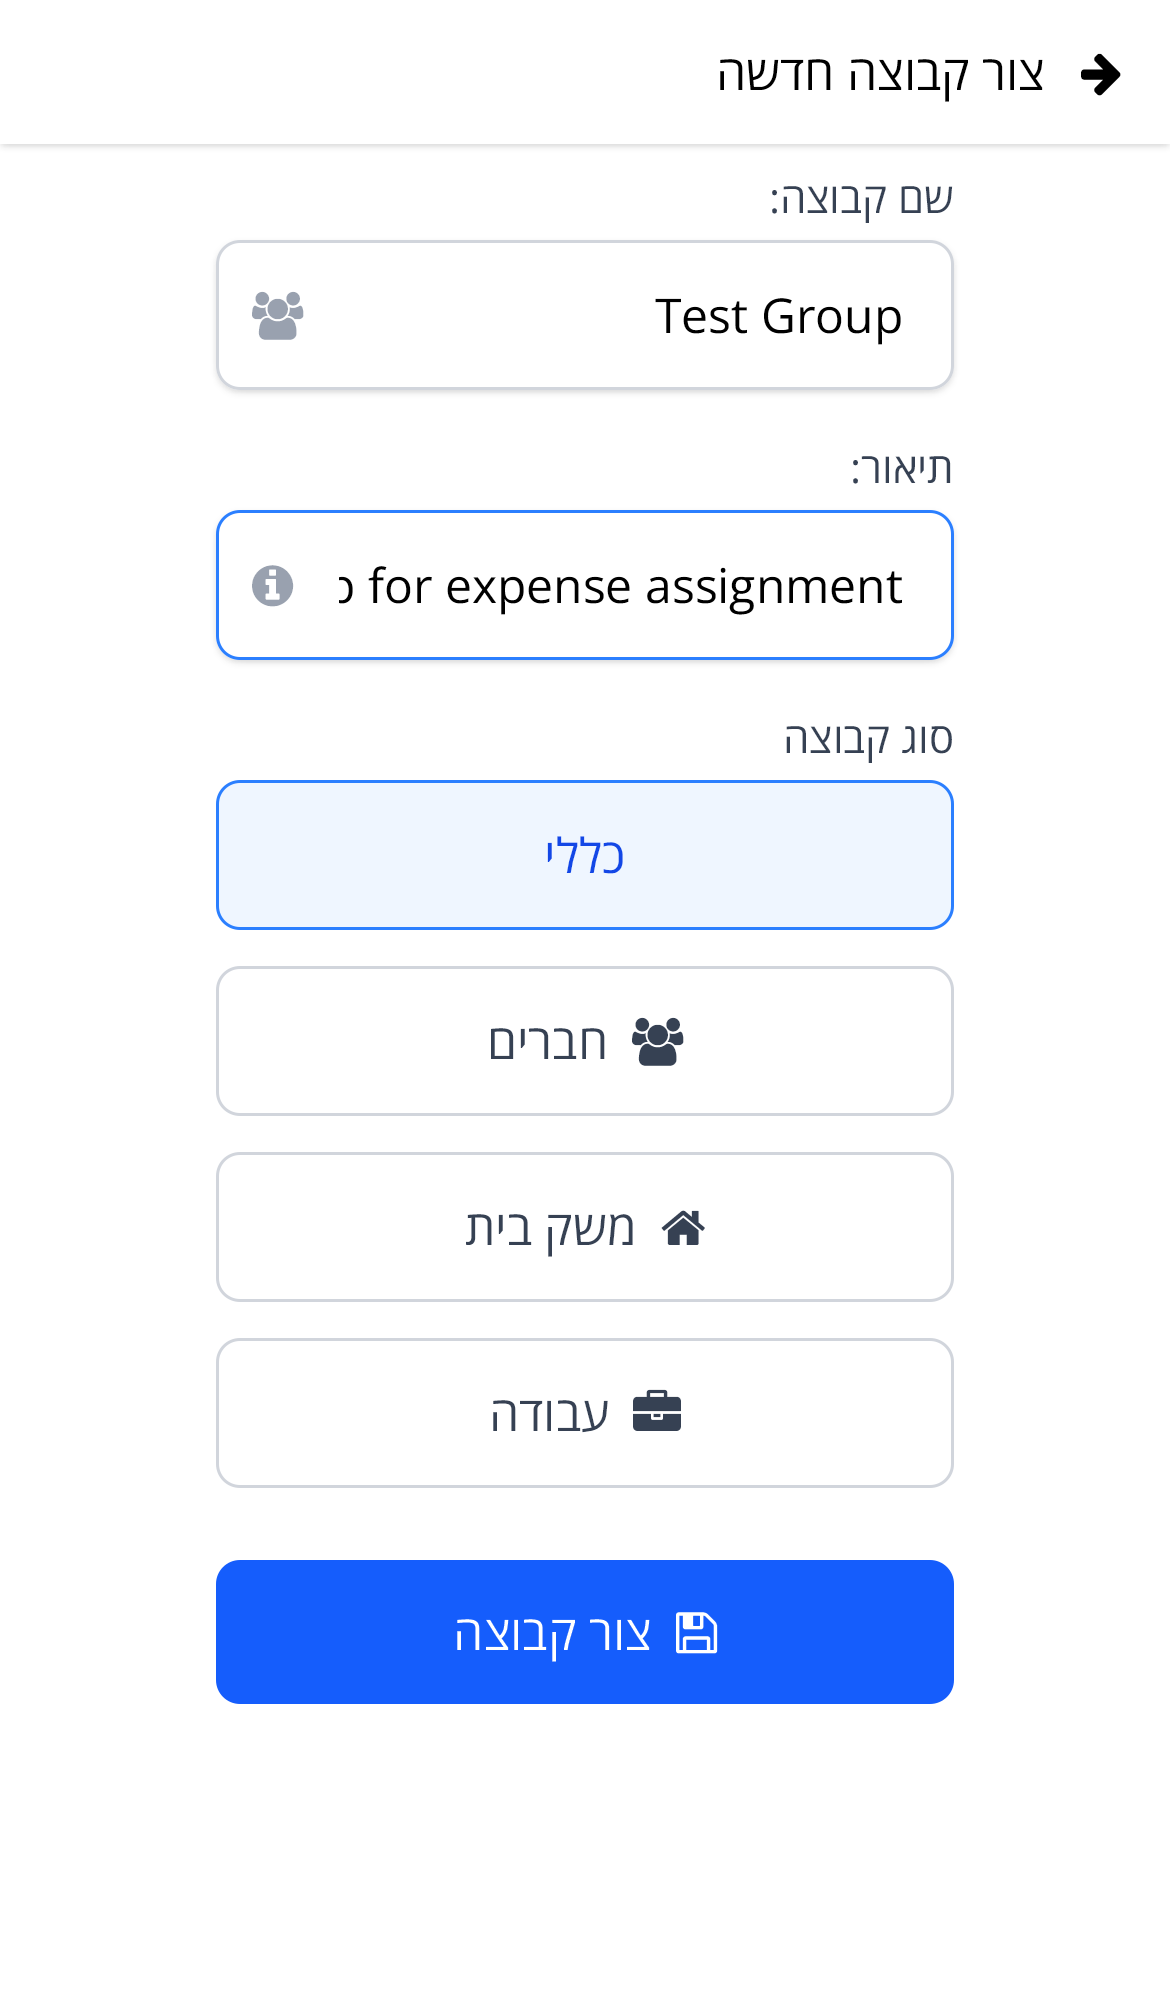 צור קבוצה חדשה
שם קבוצה:
Test Group
תיאור:
for expense assignment
סוג קבוצה
כללי
חברים
משק בית
עבודה
צור קבוצה